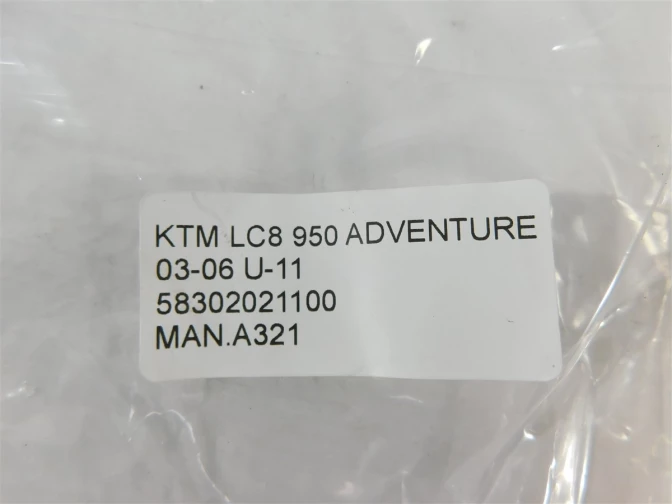 KTM LC8 950 ADVENTURE
03-06 U-11
58302021100
MAN.A321